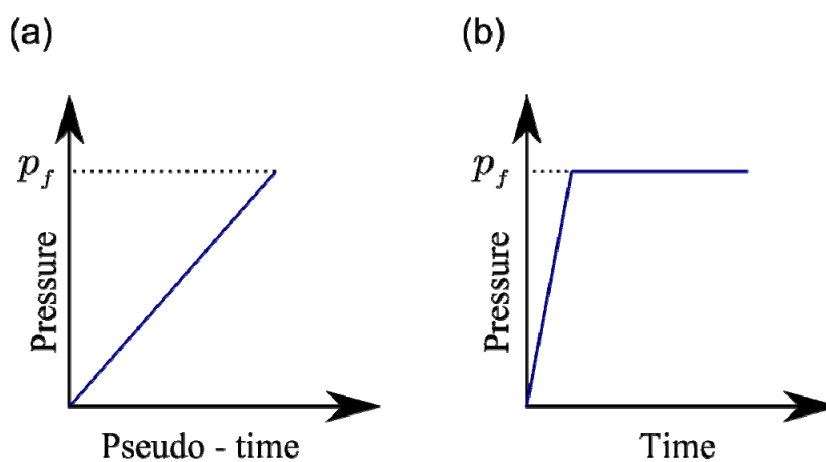 (a)
p_f
Pressure
Pseudo - time
(b)
p_f
Pressure
Time